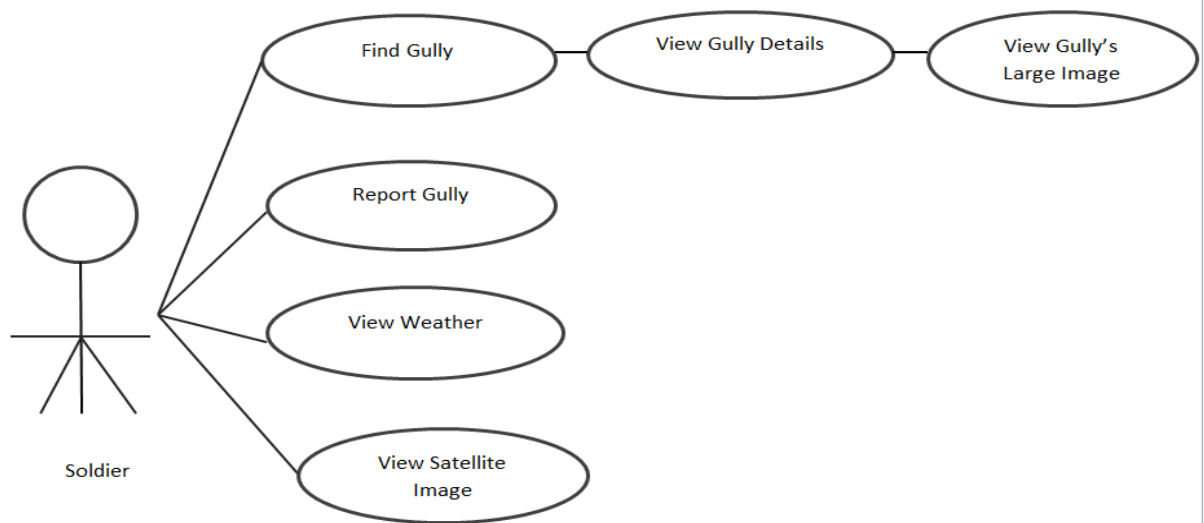 Find Gully
View Gully Details
View Gully's
Large Image
Report Gully
View Weather
View Satellite
Image
Soldier